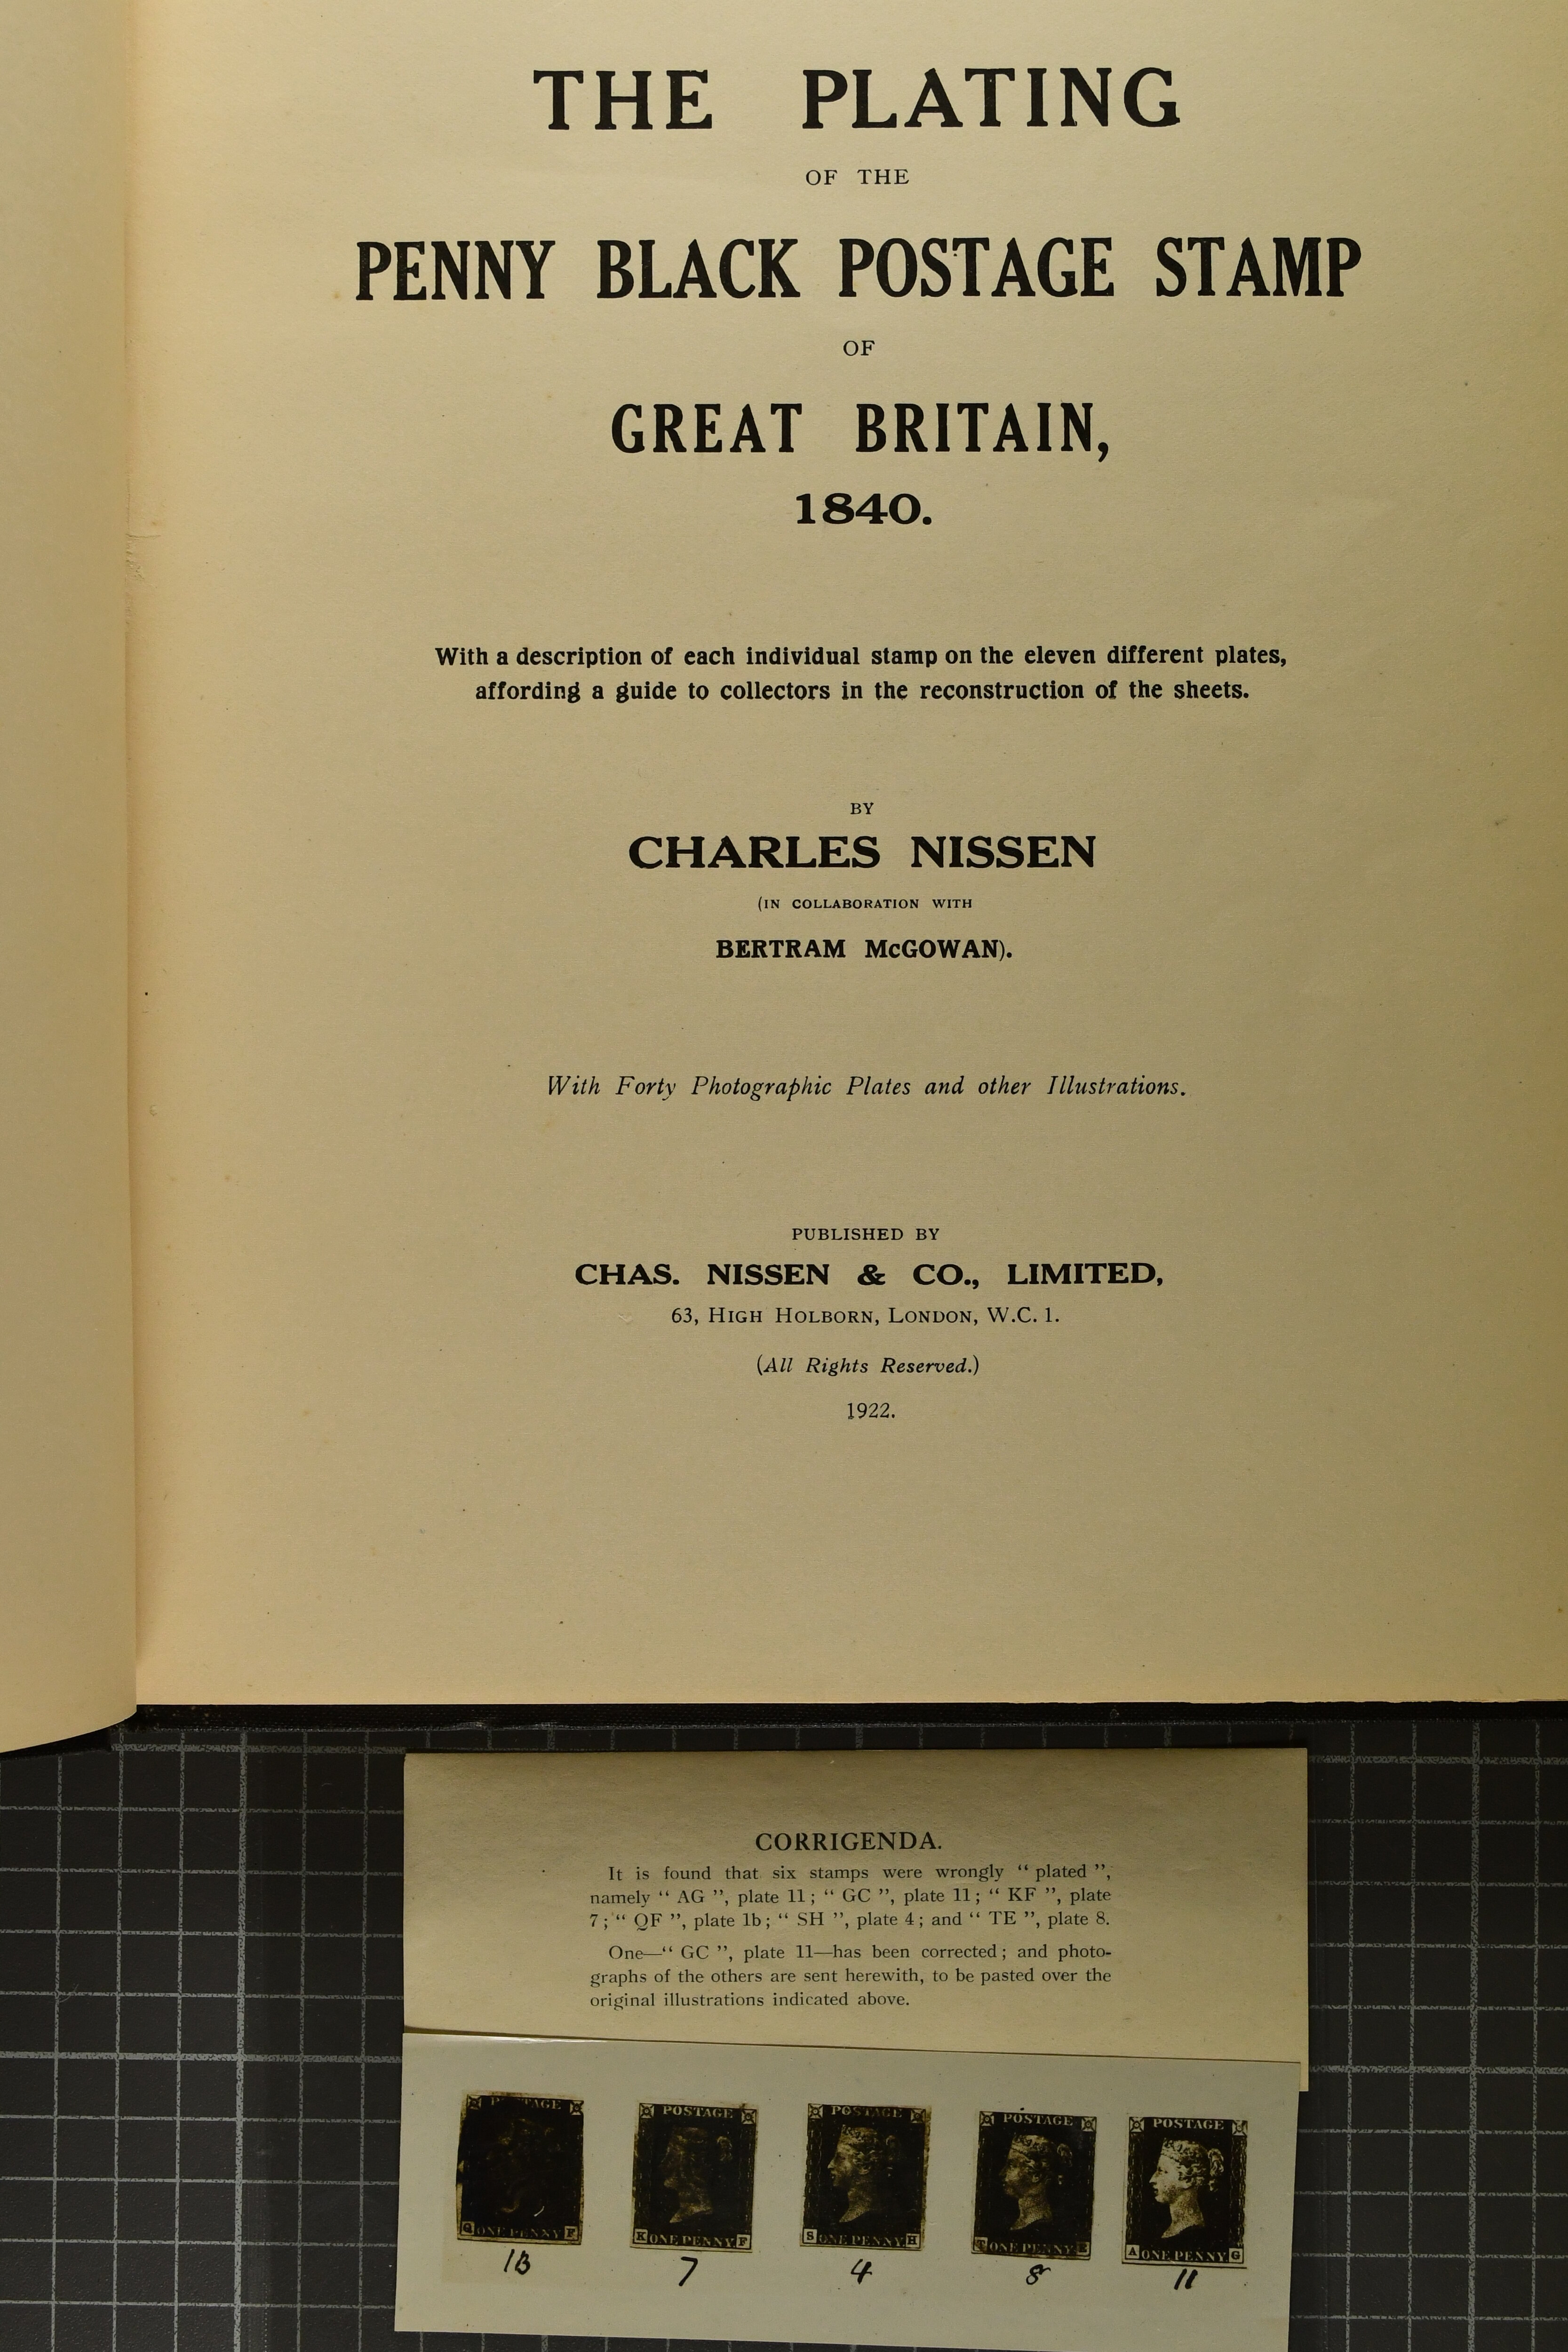 THE PLATING
OF THE
PENNY BLACK POSTAGE STAMP
OF
GREAT BRITAIN,
1840.
With a description of each individual stamp on the eleven different plates,
affording a guide to collectors in the reconstruction of the sheets.
BY
CHARLES NISSEN
(IN COLLABORATION WITH
BERTRAM McGOWAN).
With Forty Photographic Plates and other Illustrations.
PUBLISHED BY
CHAS. NISSEN & CO., LIMITED,
63, HIGH HOLBORN, LONDON, W.C. 1.
(All Rights Reserved.)
1922.
CORRIGENDA.
It is found that six stamps were wrongly “ plated ”,
namely “ AG ”, plate 11 ; “ GC ”, plate 11 ; “ KF ”, plate
7 ; “ QF ”, plate 1b ; “ SH ”, plate 4 ; and “ TE ”, plate 8.
One—“ GC ”, plate 11—has been corrected ; and photo-
graphs of the others are sent herewith, to be pasted over the
original illustrations indicated above.
POSTAGE
Q ONE PENNY F
1B
POSTAGE
K ONE PENNY F
7
POSTAGE
S ONE PENNY H
4
POSTAGE
T ONE PENNY E
8
POSTAGE
A ONE PENNY G
11